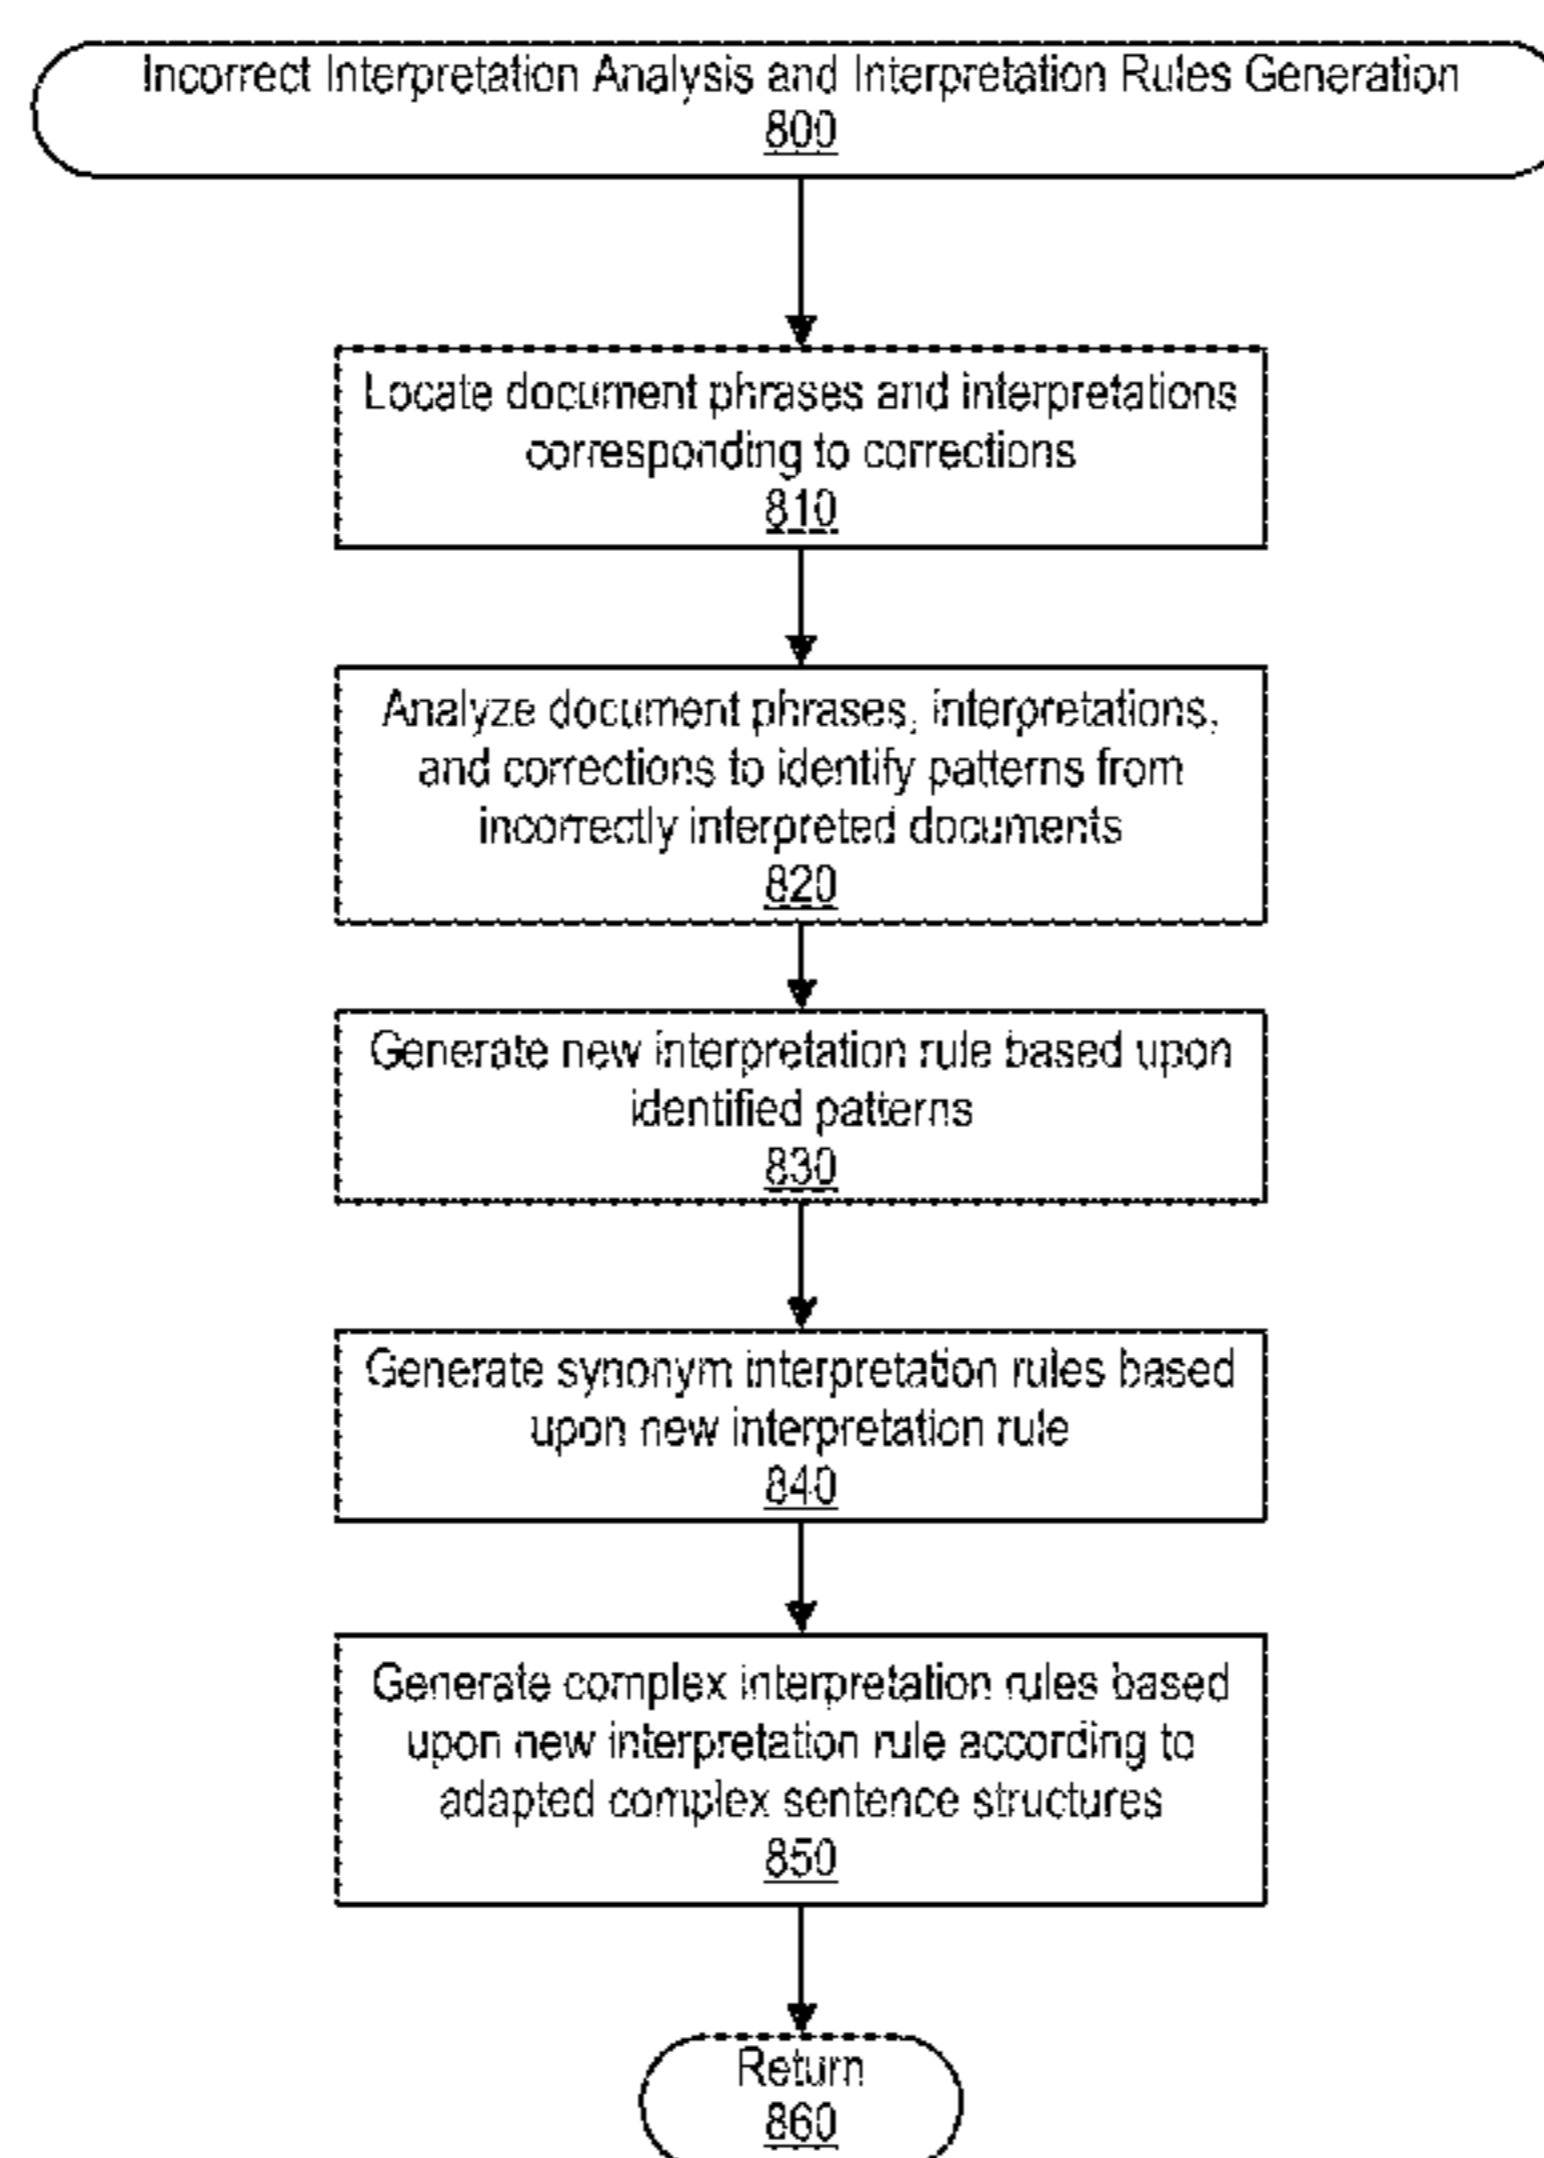 Incorrect Interpretation Analysis and Interpretation Rules Generation
800
Locate document phrases and interpretations
corresponding to corrections
810
Analyze document phrases, interpretations,
and corrections to identify patterns from
incorrectly interpreted documents
820
Generate new interpretation rule based upon
identified patterns
830
Generate synonym interpretation rules based
upon new interpretation rule
840
Generate complex interpretation rules based
upon new interpretation rule according to
adapted complex sentence structures
850
Return
860